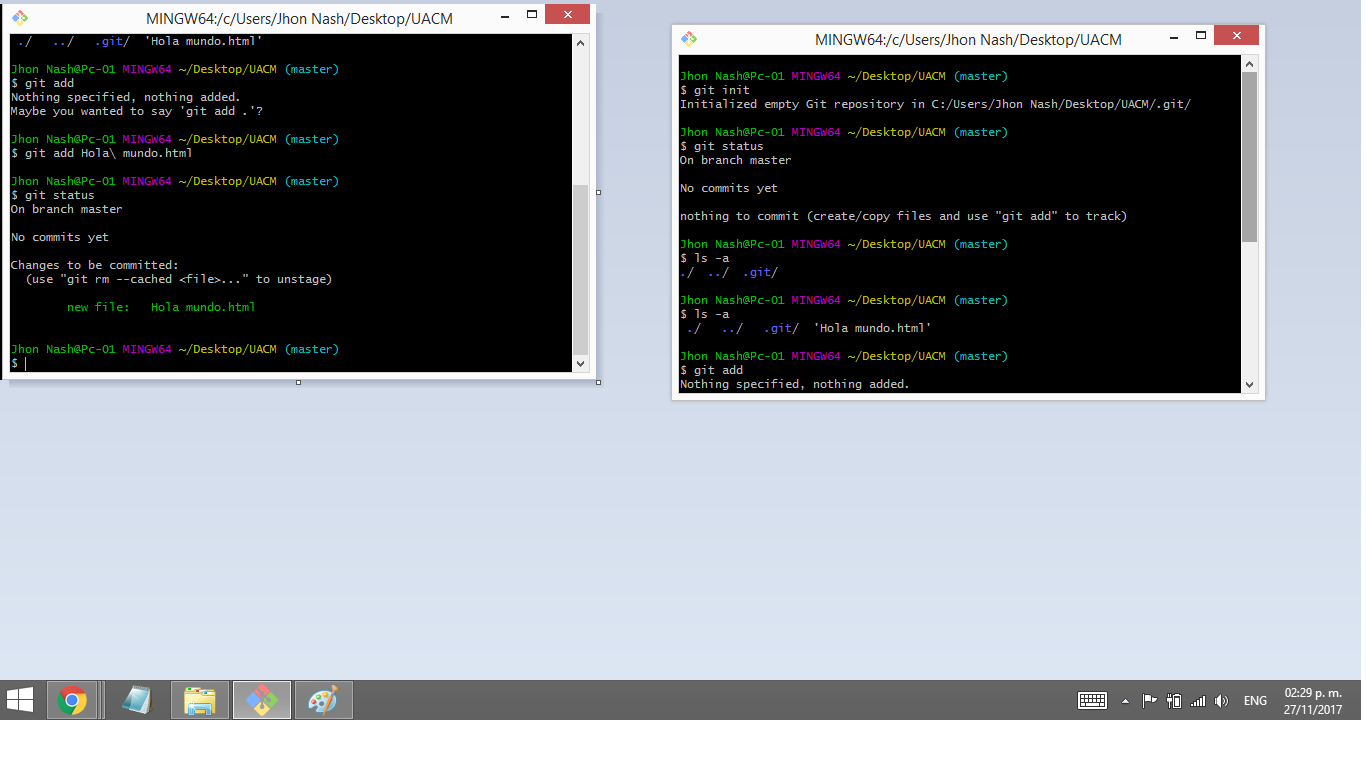 MINGW64:/c/Users/Jhon Nash/Desktop/UACM
./ ../ .git/ 'Hola mundo.html'
Jhon Nash@Pc-01 MINGW64 ~/Desktop/UACM (master)
$ git add
Nothing specified, nothing added.
Maybe you wanted to say 'git add .'?
Jhon Nash@Pc-01 MINGW64 ~/Desktop/UACM (master)
$ git add Hola\ mundo.html
Jhon Nash@Pc-01 MINGW64 ~/Desktop/UACM (master)
$ git status
On branch master
No commits yet
Changes to be committed:
(use "git rm --cached <file>..." to unstage)
new file: Hola mundo.html
Jhon Nash@Pc-01 MINGW64 ~/Desktop/UACM (master)
$
MINGW64:/c/Users/Jhon Nash/Desktop/UACM
Jhon Nash@Pc-01 MINGW64 ~/Desktop/UACM (master)
$ git init
Initialized empty Git repository in C:/Users/Jhon Nash/Desktop/UACM/.git/
Jhon Nash@Pc-01 MINGW64 ~/Desktop/UACM (master)
$ git status
On branch master
No commits yet
nothing to commit (create/copy files and use "git add" to track)
Jhon Nash@Pc-01 MINGW64 ~/Desktop/UACM (master)
$ ls -a
./ ../ .git/
Jhon Nash@Pc-01 MINGW64 ~/Desktop/UACM (master)
$ ls -a
./ ../ .git/ 'Hola mundo.html'
Jhon Nash@Pc-01 MINGW64 ~/Desktop/UACM (master)
$ git add
Nothing specified, nothing added.
ENG
02:29 p. m.
27/11/2017